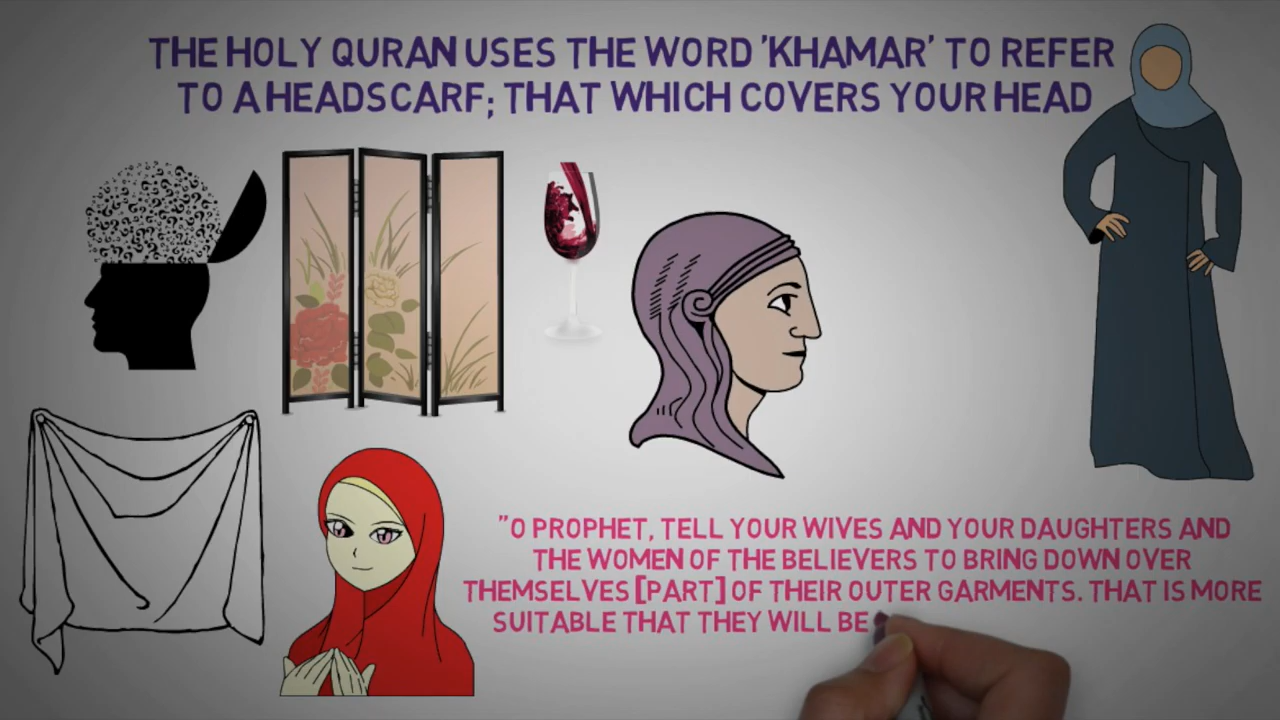 THE HOLY QURAN USES THE WORD 'KHAMAR' TO REFER
TO A HEADSCARF; THAT WHICH COVERS YOUR HEAD
"O PROPHET, TELL YOUR WIVES AND YOUR DAUGHTERS AND
THE WOMEN OF THE BELIEVERS TO BRING DOWN OVER
THEMSELVES [PART] OF THEIR OUTER GARMENTS. THAT IS MORE
SUITABLE THAT THEY WILL BE